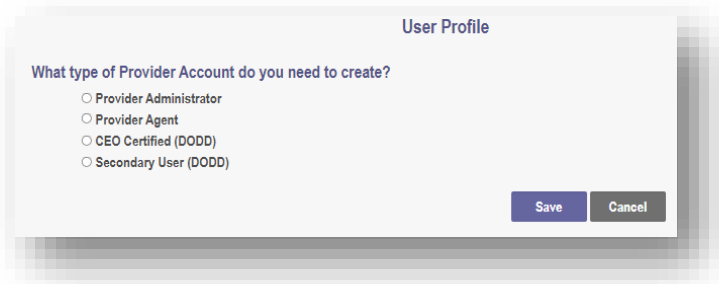 User Profile
What type of Provider Account do you need to create?
Provider Administrator
Provider Agent
CEO Certified (DODD)
Secondary User (DODD)
Save Cancel